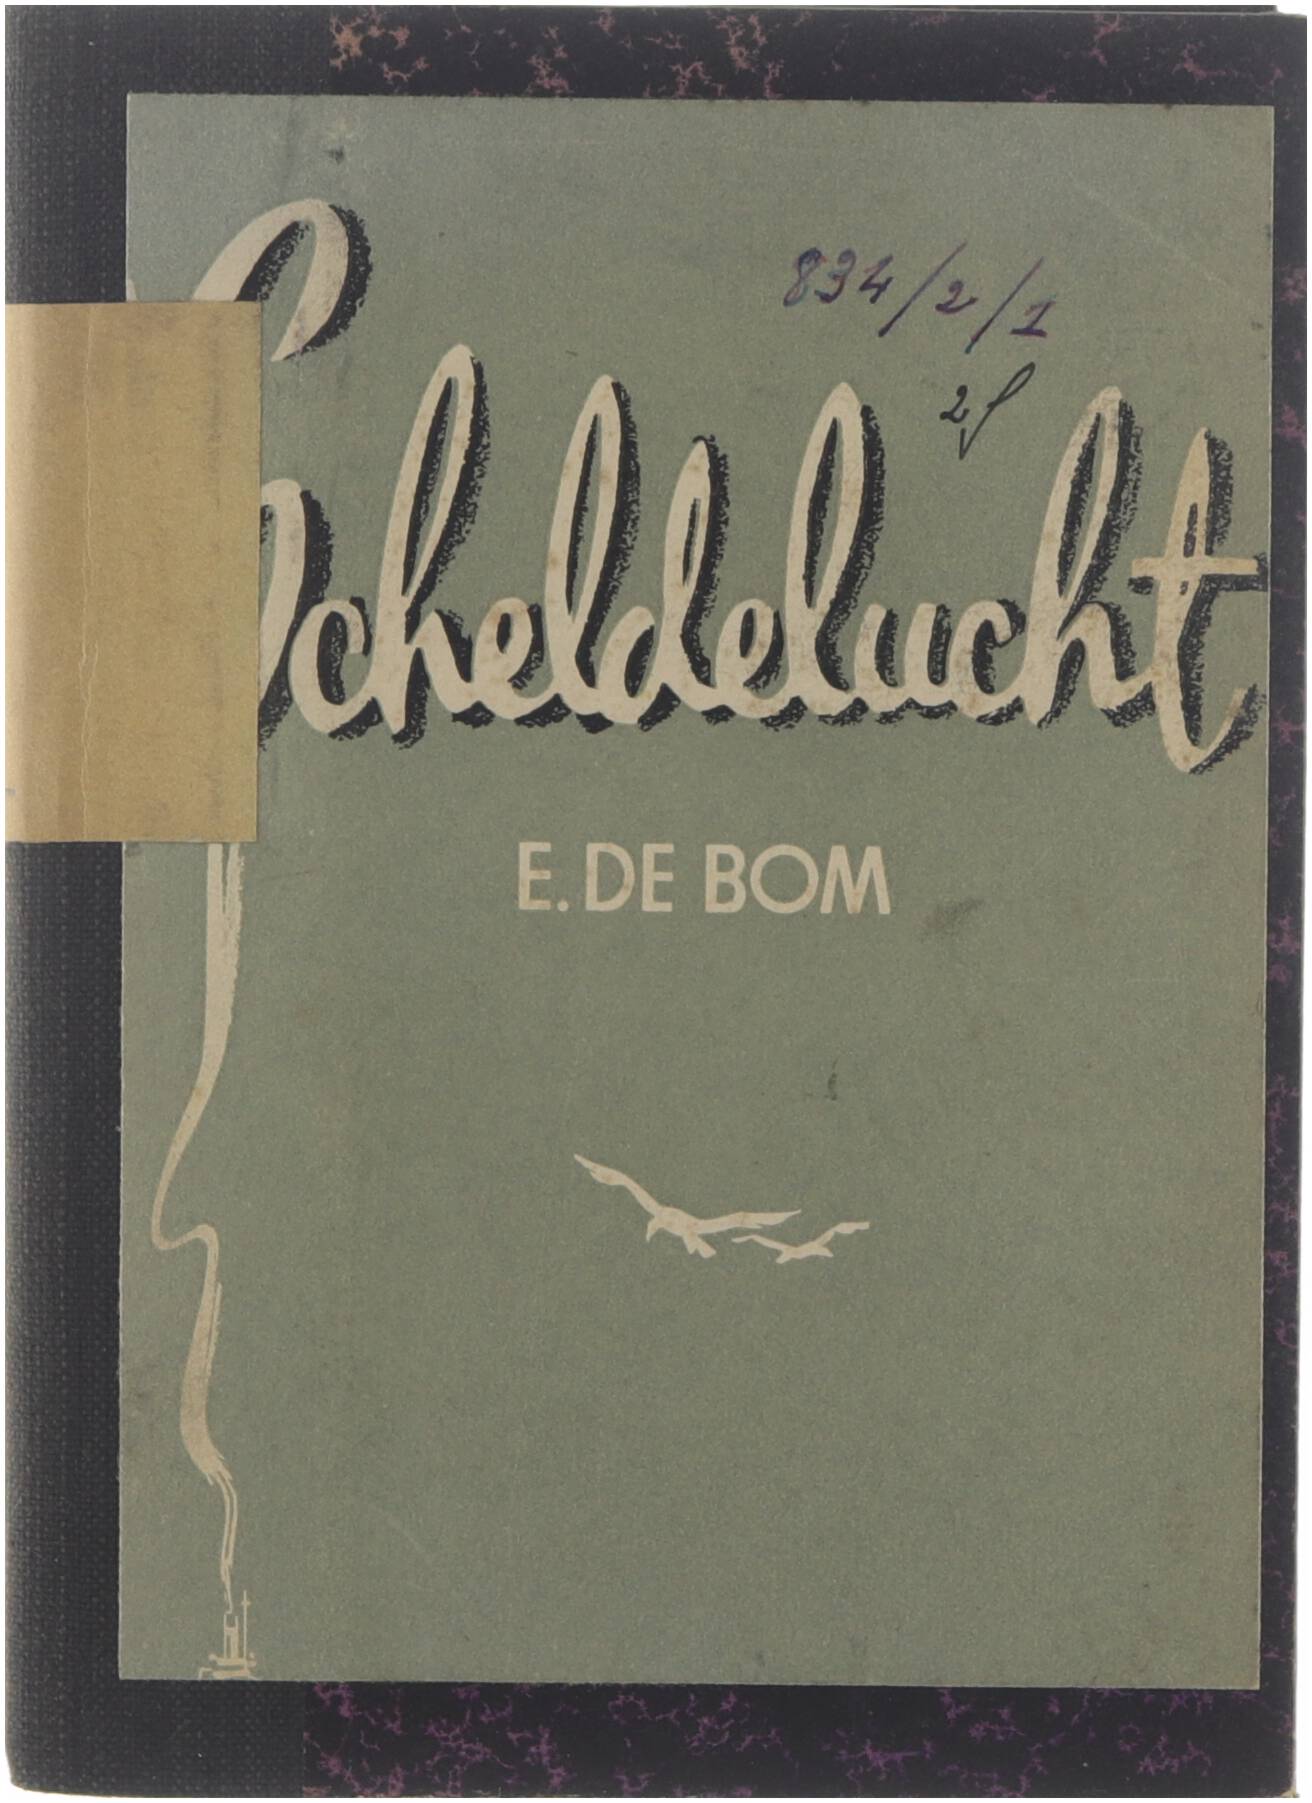 834/2/1
Scheldelucht
E. DE BOM